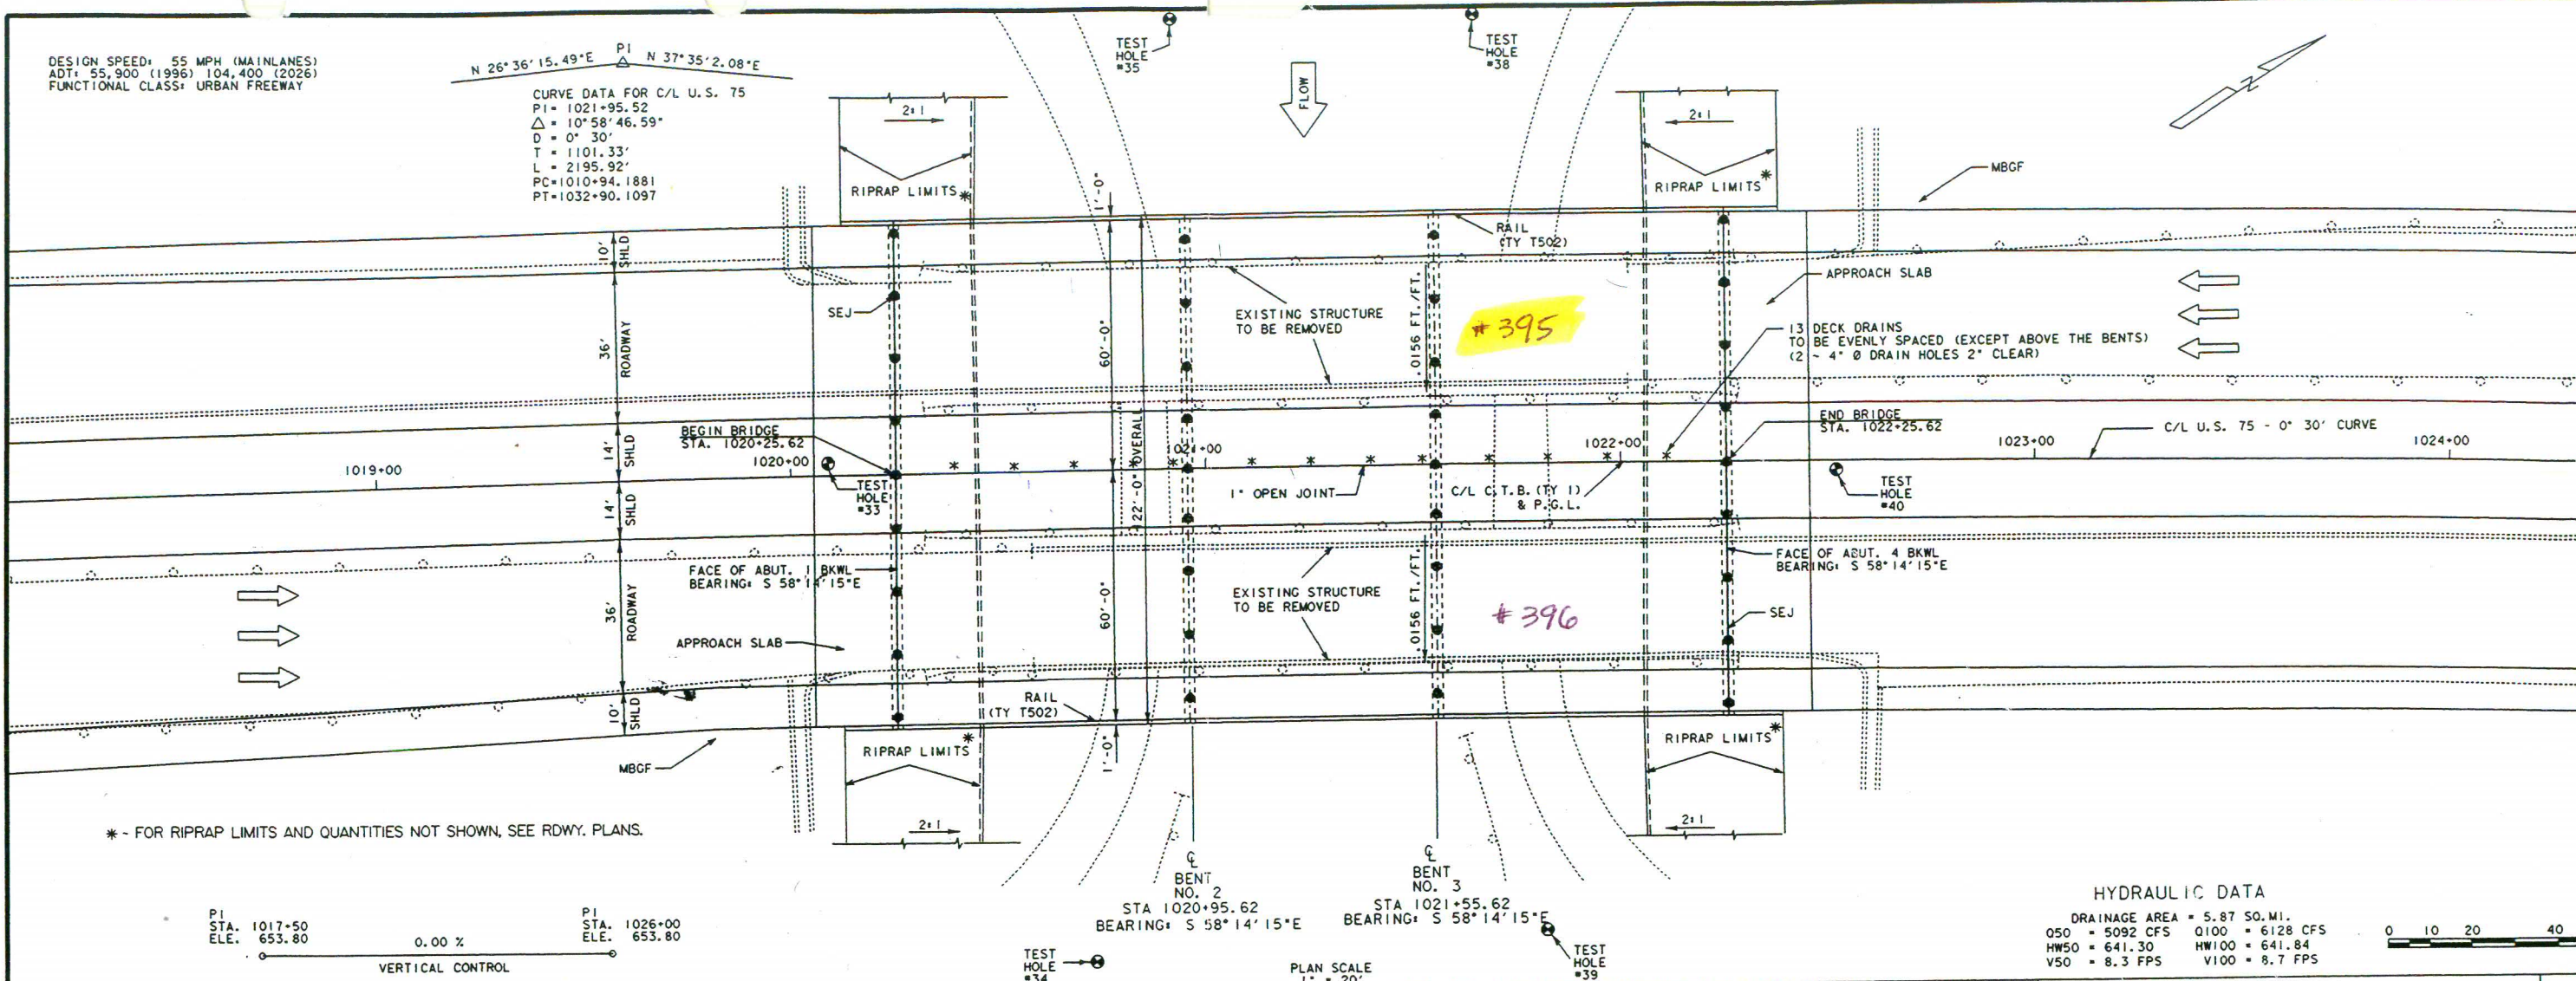 DESIGN SPEED: 55 MPH (MAINLANES)
ADT: 55,900 (1996) 104,400 (2026)
FUNCTIONAL CLASS: URBAN FREEWAY
PI
N 26°36'15.49"E N 37°35'2.08"E
CURVE DATA FOR C/L U.S. 75
PI= 1021+95.52
△ = 10°58'46.59"
D = 0° 30'
T = 1101.33'
L = 2195.92'
PC=1010+94.1881
PT=1032+90.1097
TEST
HOLE
#35
TEST
HOLE
#38
FLOW
N
2:1
RIPRAP LIMITS *
2:1
RIPRAP LIMITS *
MBGF
1'-0"
RAIL
(TY T502)
10'
SHLD
APPROACH SLAB
SEJ
EXISTING STRUCTURE
TO BE REMOVED
.0156 FT./FT.
#395
13 DECK DRAINS
TO BE EVENLY SPACED (EXCEPT ABOVE THE BENTS)
(2 ~ 4" Ø DRAIN HOLES 2" CLEAR)
36'
ROADWAY
60'-0"
BEGIN BRIDGE
STA. 1020+25.62
END BRIDGE
STA. 1022+25.62
C/L U.S. 75 - 0° 30' CURVE
14'
SHLD
122'-0" OVERALL
1019+00
1020+00
1021+00
1022+00
1023+00
1024+00
TEST
HOLE
#33
1" OPEN JOINT
C/L C.T.B. (TY 1)
& P.G.L.
TEST
HOLE
#40
14'
SHLD
FACE OF ABUT. 1 BKWL
BEARING: S 58°14'15"E
FACE OF ABUT. 4 BKWL
BEARING: S 58°14'15"E
36'
ROADWAY
60'-0"
EXISTING STRUCTURE
TO BE REMOVED
.0156 FT./FT.
#396
SEJ
APPROACH SLAB
10'
SHLD
RAIL
(TY T502)
1'-0"
RIPRAP LIMITS *
RIPRAP LIMITS *
MBGF
2:1
2:1
* - FOR RIPRAP LIMITS AND QUANTITIES NOT SHOWN, SEE RDWY. PLANS.
℄
BENT
NO. 2
STA 1020+95.62
BEARING: S 58°14'15"E
℄
BENT
NO. 3
STA 1021+55.62
BEARING: S 58°14'15"E
PI
STA. 1017+50
ELE. 653.80
0.00 %
PI
STA. 1026+00
ELE. 653.80
VERTICAL CONTROL
TEST
HOLE
#34
PLAN SCALE
1" = 20'
TEST
HOLE
#39
HYDRAULIC DATA
DRAINAGE AREA = 5.87 SQ.MI.
Q50 = 5092 CFS Q100 = 6128 CFS
HW50 = 641.30 HW100 = 641.84
V50 = 8.3 FPS V100 = 8.7 FPS
0 10 20 40